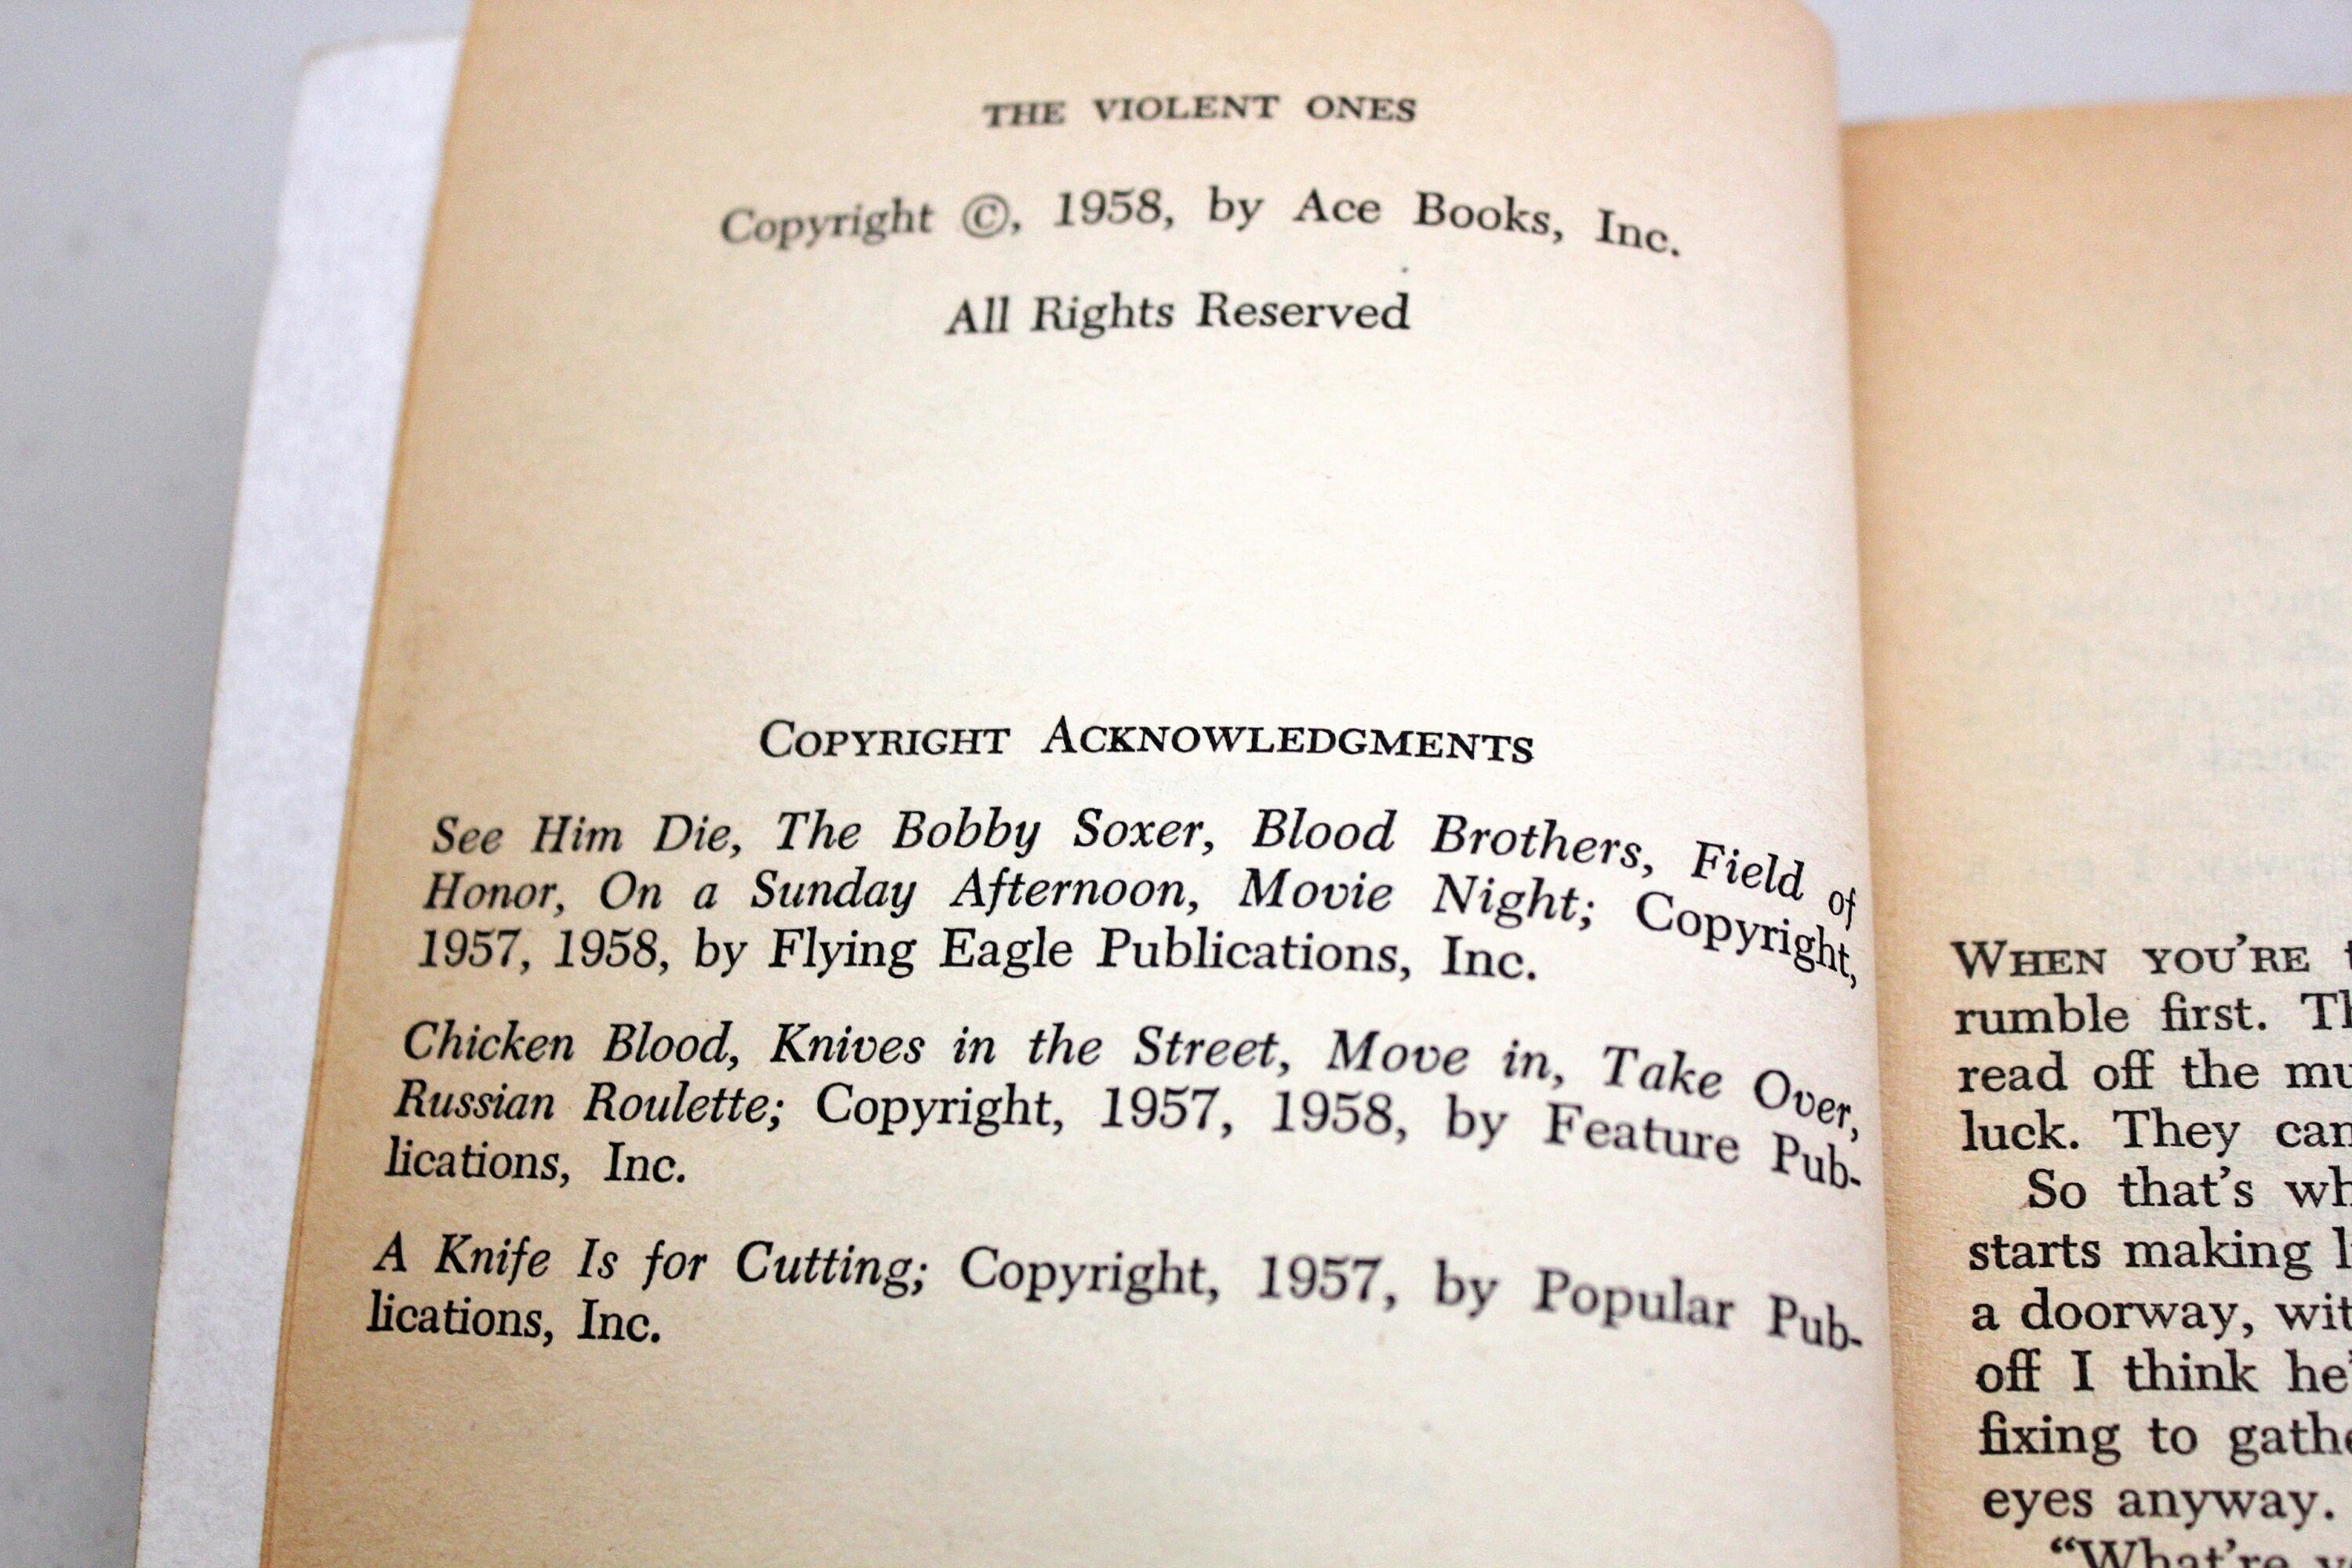 THE VIOLENT ONES
Copyright ©, 1958, by Ace Books, Inc.
All Rights Reserved
COPYRIGHT ACKNOWLEDGMENTS
See Him Die, The Bobby Soxer, Blood Brothers, Field of
Honor, On a Sunday Afternoon, Movie Night; Copyright,
1957, 1958, by Flying Eagle Publications, Inc.
Chicken Blood, Knives in the Street, Move in, Take Over,
Russian Roulette; Copyright, 1957, 1958, by Feature Pub-
lications, Inc.
A Knife Is for Cutting; Copyright, 1957, by Popular Pub-
lications, Inc.
WHEN YOU'RE
rumble first.
read off the
luck. They
So that's
starts making
a doorway,
off I think
fixing to
eyes anyway.